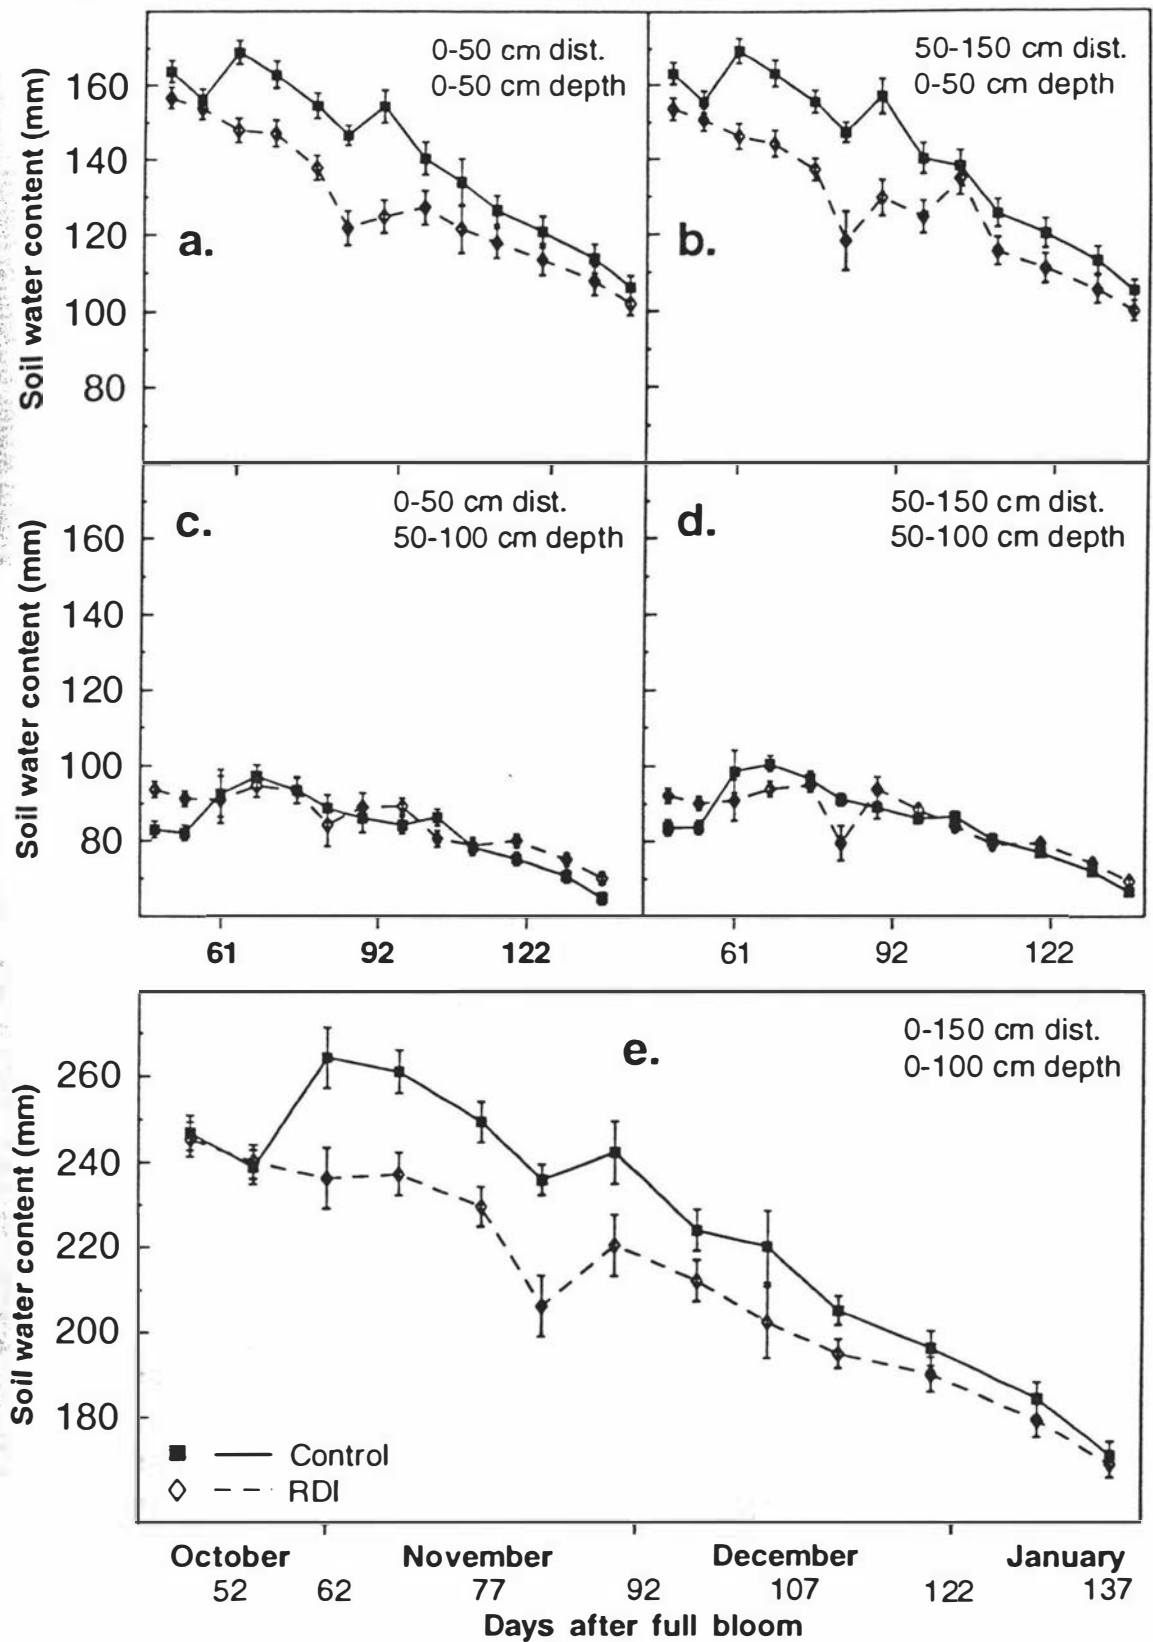 0-50 cm dist.
0-50 cm depth
50-150 cm dist.
0-50 cm depth
Soil water content (mm)
160
140
120
100
80
a.
b.
c.
0-50 cm dist.
50-100 cm depth
d.
50-150 cm dist.
50-100 cm depth
Soil water content (mm)
160
140
120
100
80
61 92 122 61 92 122
e.
0-150 cm dist.
0-100 cm depth
Soil water content (mm)
260
240
220
200
180
Control
RDI
October November December January
52 62 77 92 107 122 137
Days after full bloom